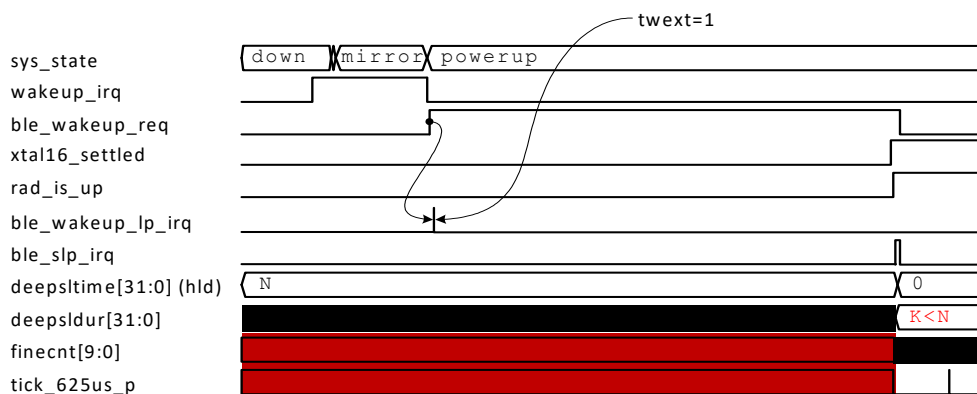 twext=1
sys_state down mirror powerup
wakeup_irq
ble_wakeup_req
xtal16_settled
rad_is_up
ble_wakeup_lp_irq
ble_slp_irq
deepsltime[31:0] (hld) N 0
deepsldur[31:0] K<N
finecnt[9:0]
tick_625us_p